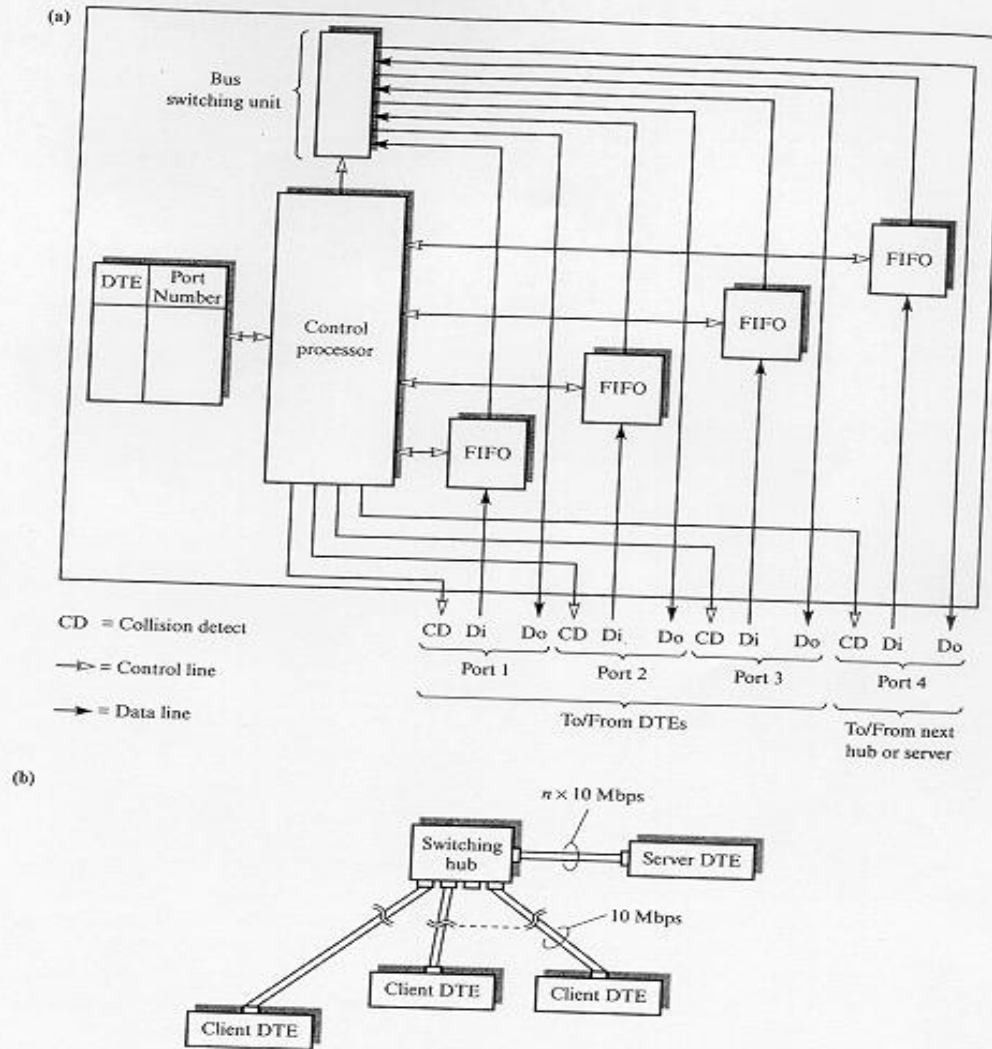 (a)
Bus
switching unit
DTE
Port
Number
Control
processor
FIFO
FIFO
FIFO
FIFO
CD = Collision detect
= Control line
= Data line
CD Di Do CD Di Do CD Di Do CD Di Do
Port 1 Port 2 Port 3 Port 4
To/From DTEs
To/From next
hub or server
(b)
n × 10 Mbps
Switching
hub
Server DTE
10 Mbps
Client DTE
Client DTE
Client DTE